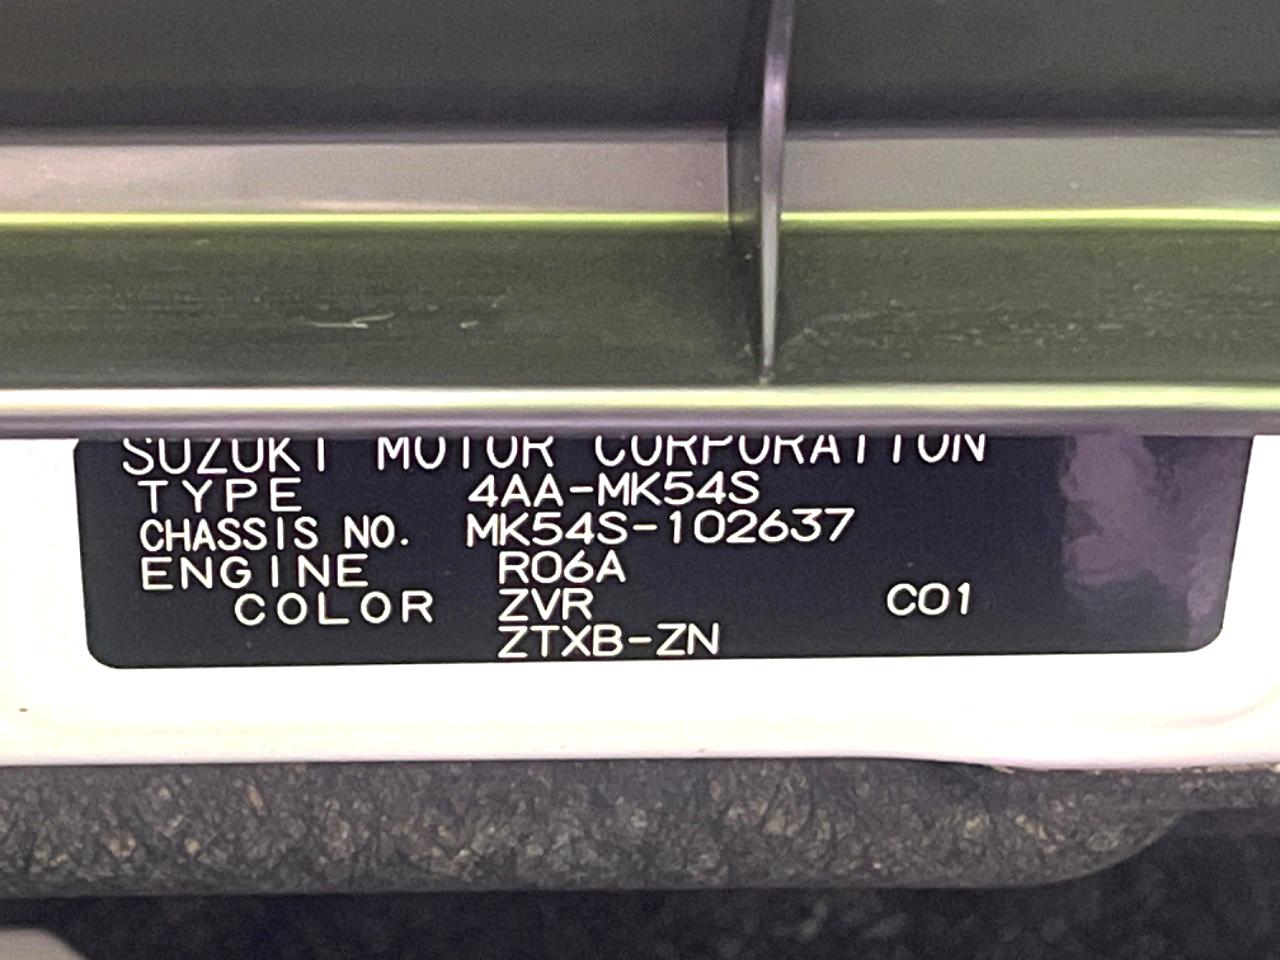 SUZUKI MOTOR CORPORATION
TYPE 4AA-MK54S
CHASSIS NO. MK54S-102637
ENGINE R06A
COLOR ZVR C01
ZTXB-ZN